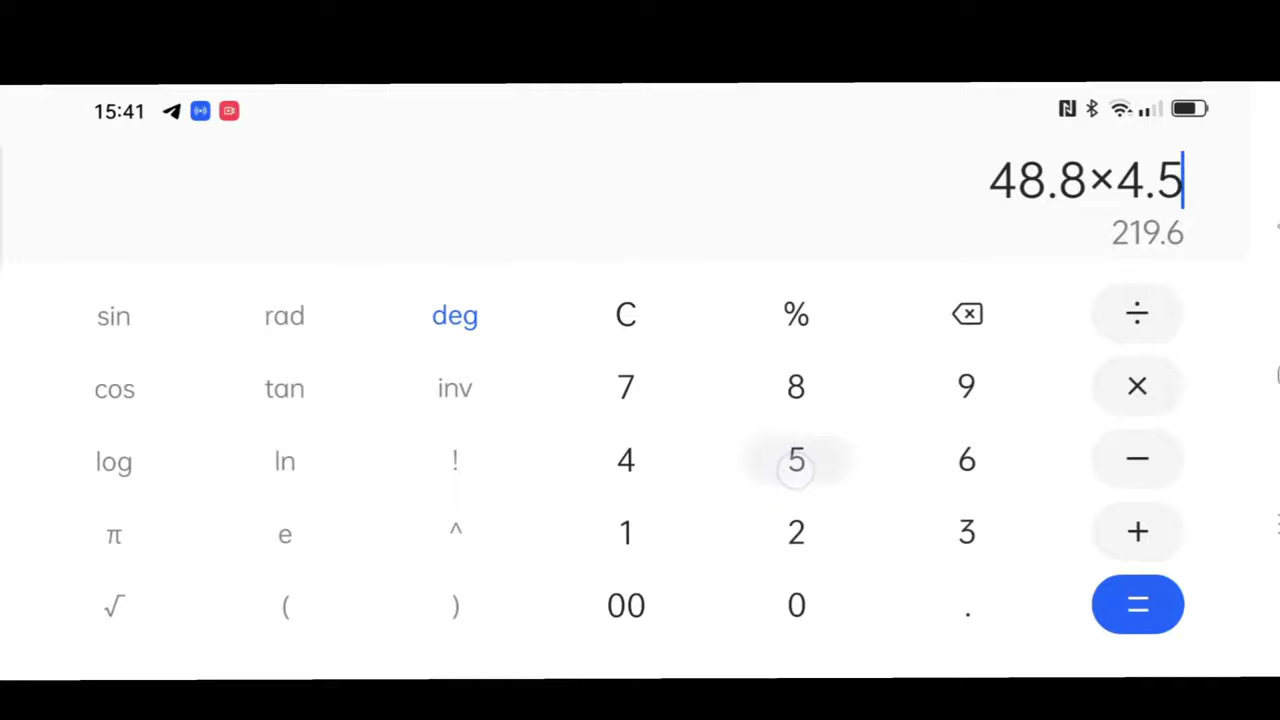 15:41
48.8×4.5
219.6
sin rad deg C % ÷
cos tan inv 7 8 9 ×
log ln ! 4 5 6 −
π e ^ 1 2 3 +
√ ( ) 00 0 . =